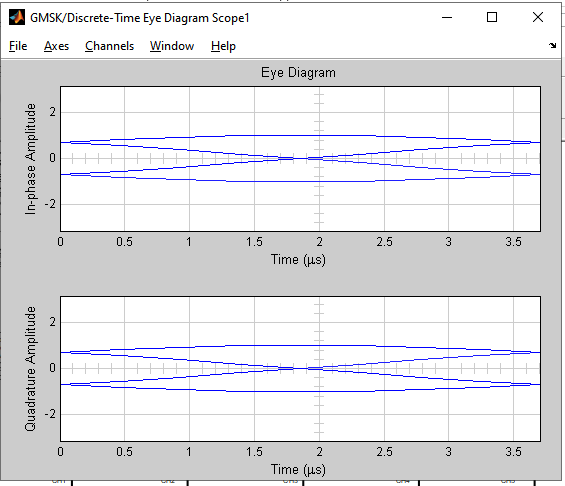 GMSK/Discrete-Time Eye Diagram Scope1
File Axes Channels Window Help
Eye Diagram
In-phase Amplitude
2
0
-2
0 0.5 1 1.5 2 2.5 3 3.5
Time (μs)
Quadrature Amplitude
2
0
-2
0 0.5 1 1.5 2 2.5 3 3.5
Time (μs)